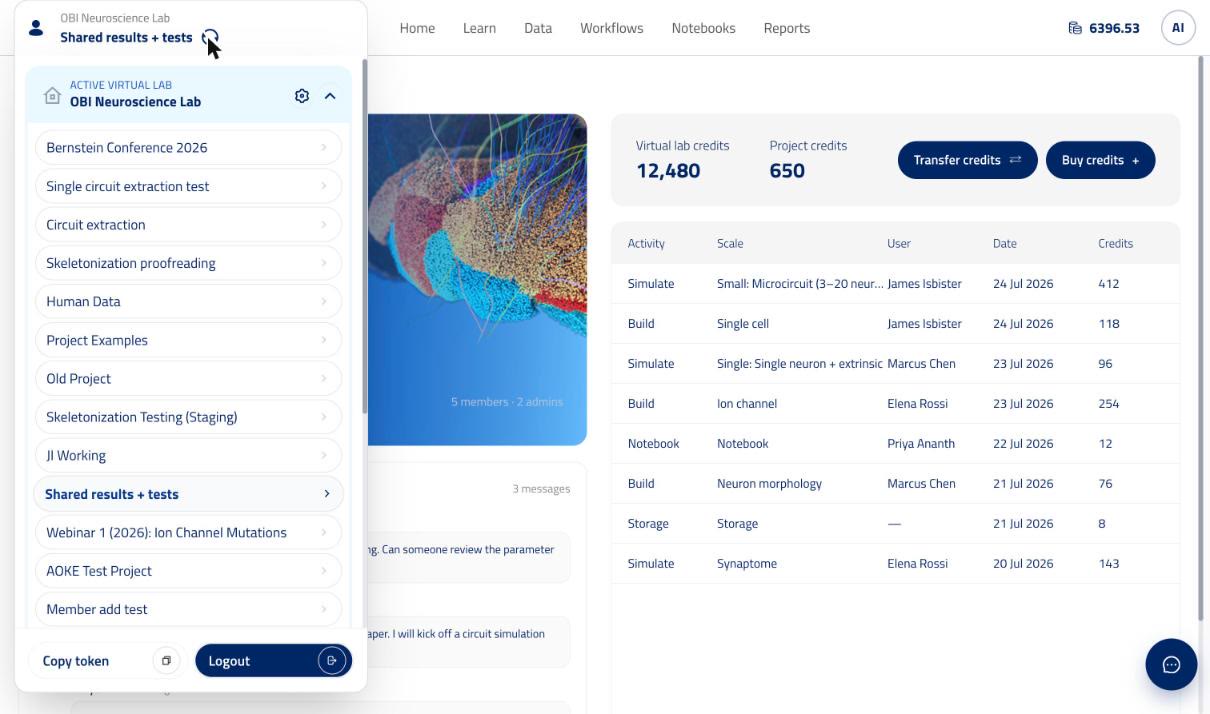 OBI Neuroscience Lab
Shared results + tests
Home Learn Data Workflows Notebooks Reports
6396.53 AI
ACTIVE VIRTUAL LAB
OBI Neuroscience Lab
Bernstein Conference 2026
Single circuit extraction test
Circuit extraction
Skeletonization proofreading
Human Data
Project Examples
Old Project
Skeletonization Testing (Staging)
JI Working
Shared results + tests
Webinar 1 (2026): Ion Channel Mutations
AOKE Test Project
Member add test
Copy token
Logout
5 members · 2 admins
3 messages
Can someone review the parameter
I will kick off a circuit simulation
Virtual lab credits Project credits
12,480 650
Transfer credits Buy credits +
Activity Scale User Date Credits
Simulate Small: Microcircuit (3–20 neur... James Isbister 24 Jul 2026 412
Build Single cell James Isbister 24 Jul 2026 118
Simulate Single: Single neuron + extrinsic Marcus Chen 23 Jul 2026 96
Build Ion channel Elena Rossi 23 Jul 2026 254
Notebook Notebook Priya Ananth 22 Jul 2026 12
Build Neuron morphology Marcus Chen 21 Jul 2026 76
Storage Storage — 21 Jul 2026 8
Simulate Synaptome Elena Rossi 20 Jul 2026 143